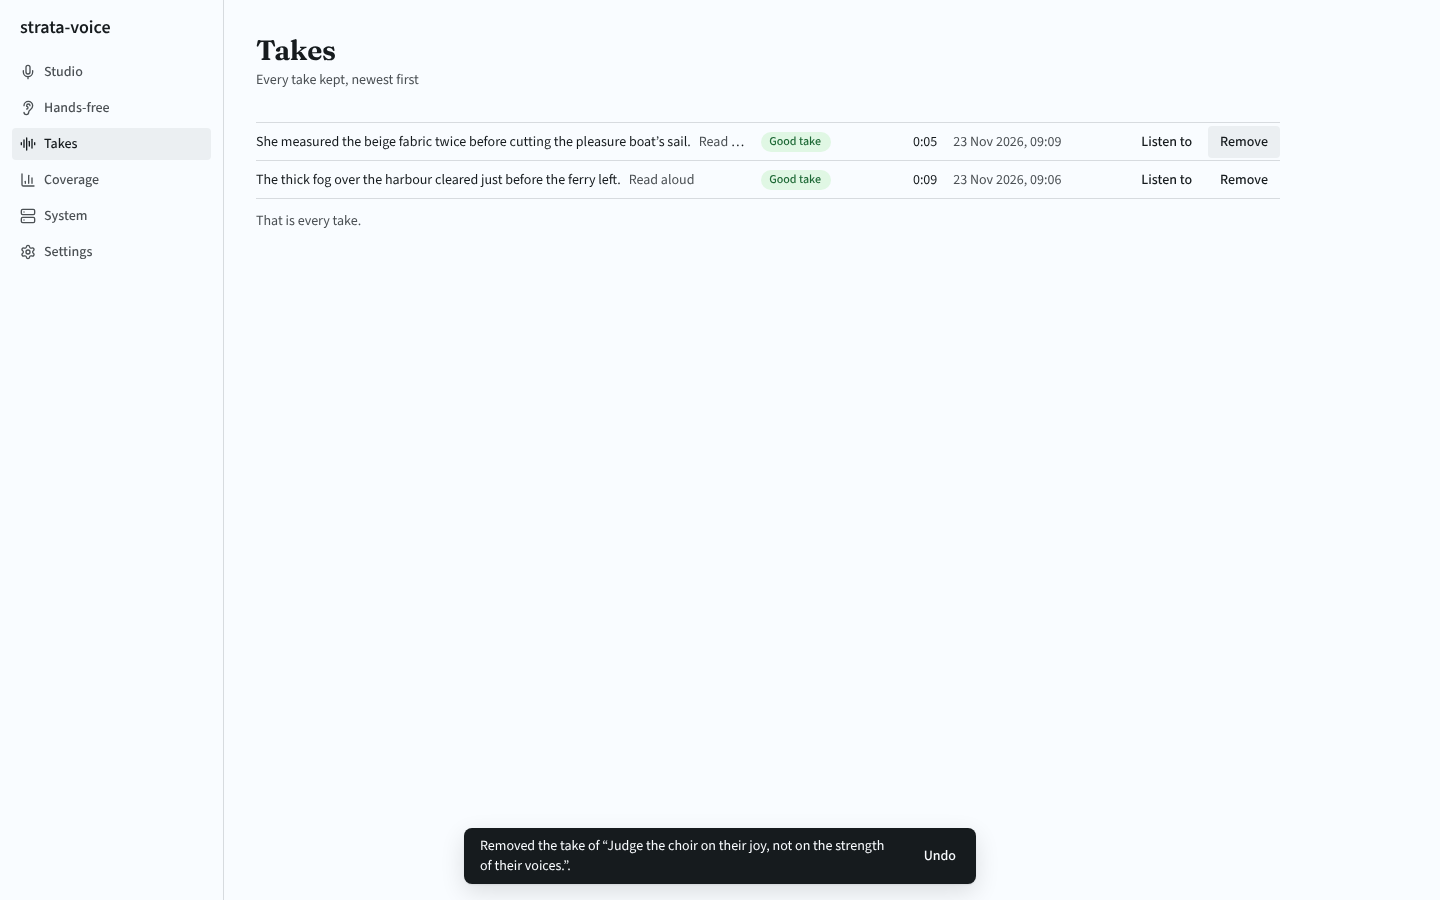 strata-voice
Studio
Hands-free
Takes
Coverage
System
Settings
Takes
Every take kept, newest first
She measured the beige fabric twice before cutting the pleasure boat’s sail. Read … Good take 0:05 23 Nov 2026, 09:09 Listen to Remove
The thick fog over the harbour cleared just before the ferry left. Read aloud Good take 0:09 23 Nov 2026, 09:06 Listen to Remove
That is every take.
Removed the take of “Judge the choir on their joy, not on the strength
of their voices.”.
Undo